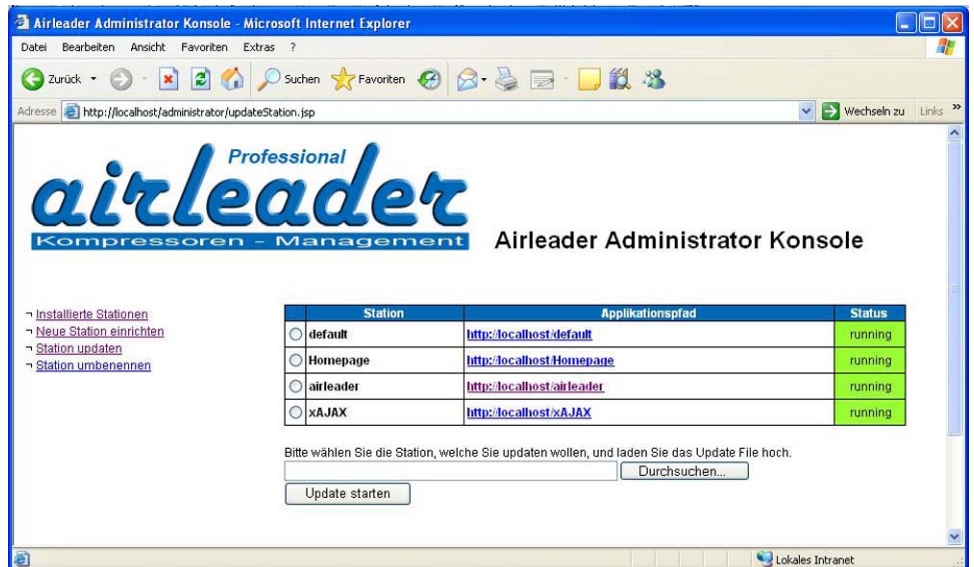 Airleader Administrator Konsole - Microsoft Internet Explorer
Datei Bearbeiten Ansicht Favoriten Extras ?
Zurück Suchen Favoriten
Adresse http://localhost/administrator/updateStation.jsp Wechseln zu Links »
Professional
airleader
Kompressoren - Management
Airleader Administrator Konsole
¬ Installierte Stationen
¬ Neue Station einrichten
¬ Station updaten
¬ Station umbenennen
Station Applikationspfad Status
default http://localhost/default running
Homepage http://localhost/Homepage running
airleader http://localhost/airleader running
xAJAX http://localhost/xAJAX running
Bitte wählen Sie die Station, welche Sie updaten wollen, und laden Sie das Update File hoch.
Durchsuchen...
Update starten
Lokales Intranet